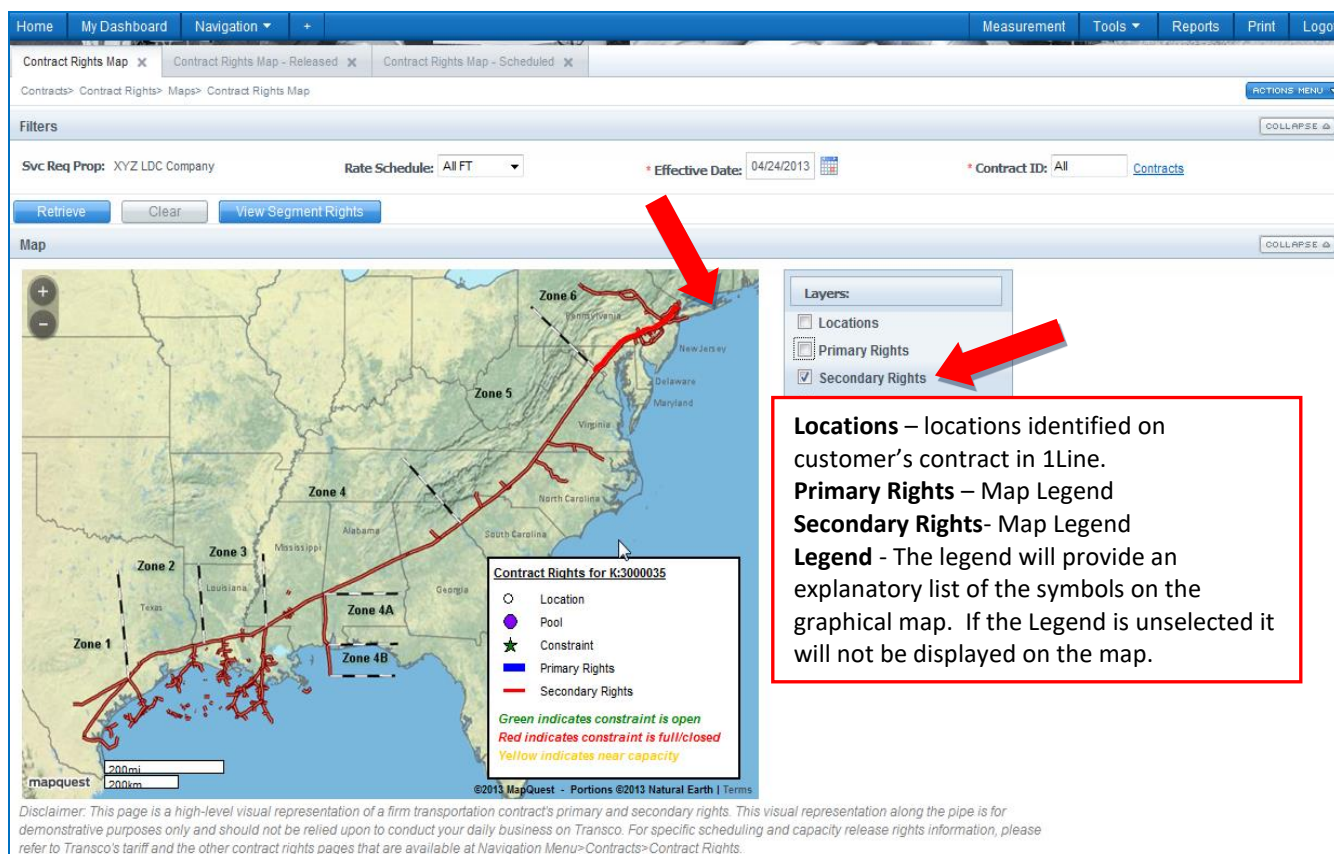 Home My Dashboard Navigation + Measurement Tools Reports Print
Contract Rights Map x Contract Rights Map - Released x Contract Rights Map - Scheduled x
Contracts> Contract Rights> Maps> Contract Rights Map ACTIONS MENU
Filters COLLAPSE
Svc Req Prop: XYZ LDC Company Rate Schedule: All FT * Effective Date: 04/24/2013 * Contract ID: All Contracts
Retrieve Clear View Segment Rights
Map COLLAPSE
+
-
Zone 6
Pennsylvania
New Jersey
Delaware
Maryland
Zone 5
Virginia
Zone 4
North Carolina
Alabama
South Carolina
Mississippi
Zone 3
Zone 2
Louisiana
Georgia
Texas
Zone 4A
Zone 1
Zone 4B
Contract Rights for K:3000035
Location
Pool
Constraint
Primary Rights
Secondary Rights
Green indicates constraint is open
Red indicates constraint is full/closed
Yellow indicates near capacity
200mi
200km
mapquest
©2013 MapQuest - Portions ©2013 Natural Earth | Terms
Layers:
Locations
Primary Rights
Secondary Rights
Locations – locations identified on
customer’s contract in 1Line.
Primary Rights – Map Legend
Secondary Rights- Map Legend
Legend - The legend will provide an
explanatory list of the symbols on the
graphical map. If the Legend is unselected it
will not be displayed on the map.
Disclaimer: This page is a high-level visual representation of a firm transportation contract's primary and secondary rights. This visual representation along the pipe is for
demonstrative purposes only and should not be relied upon to conduct your daily business on Transco. For specific scheduling and capacity release rights information, please
refer to Transco's tariff and the other contract rights pages that are available at Navigation Menu>Contracts>Contract Rights.